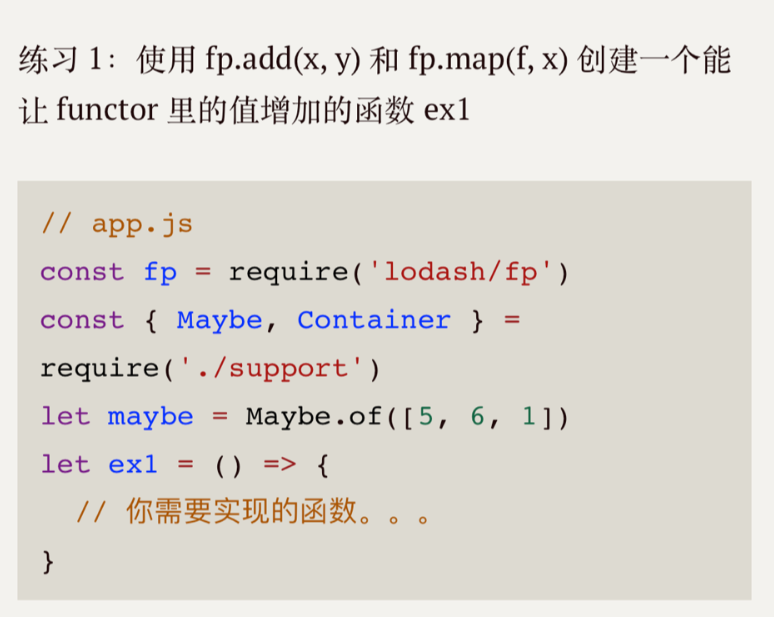 练习 1：使用 fp.add(x, y) 和 fp.map(f, x) 创建一个能
让 functor 里的值增加的函数 ex1
// app.js
const fp = require('lodash/fp')
const { Maybe, Container } =
require('./support')
let maybe = Maybe.of([5, 6, 1])
let ex1 = () => {
  // 你需要实现的函数。。。
}